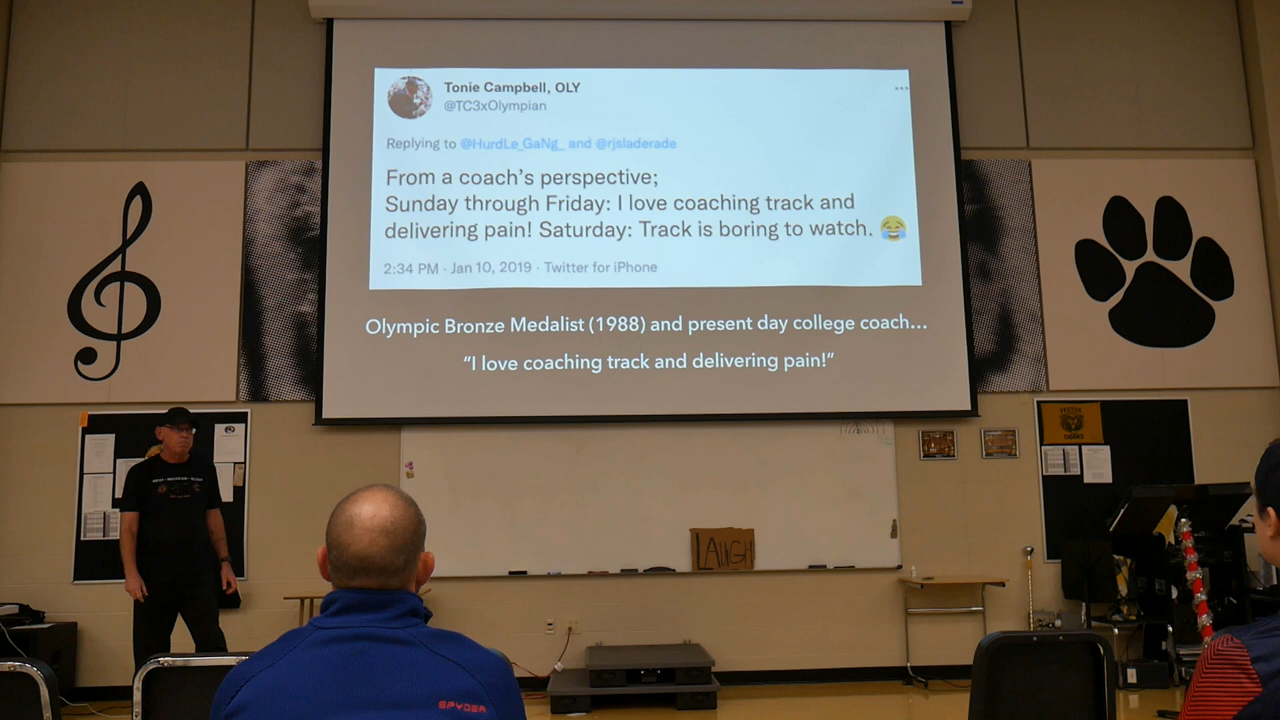 Tonie Campbell, OLY
@TC3xOlympian
Replying to @HurdLe_GaNg_ and @rjsladerade
From a coach's perspective;
Sunday through Friday: I love coaching track and
delivering pain! Saturday: Track is boring to watch. 😂
2:34 PM · Jan 10, 2019 · Twitter for iPhone
Olympic Bronze Medalist (1988) and present day college coach...
"I love coaching track and delivering pain!"
LAUGH
TIGERS
SPYDER